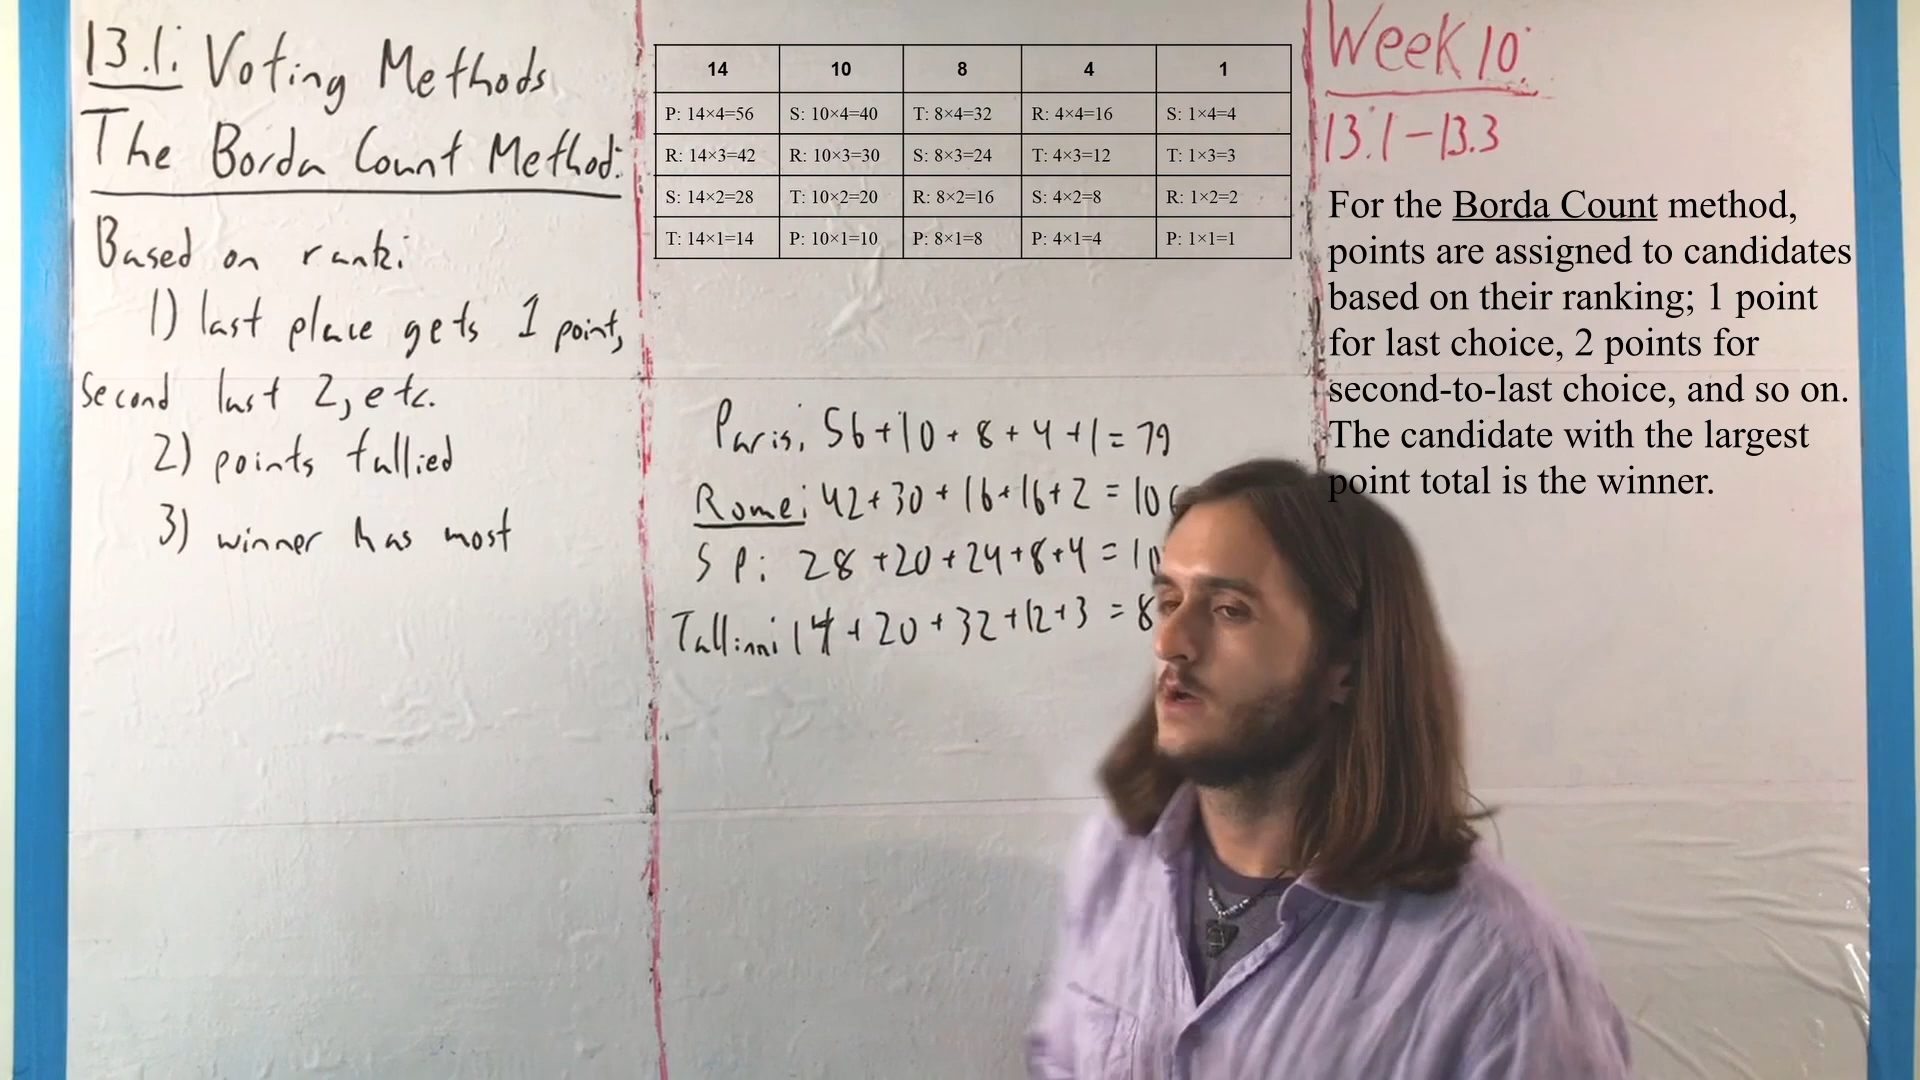 13.1: Voting Methods
The Borda Count Method:
Based on rank:
1) last place gets 1 point,
second last 2, etc.
2) points tallied
3) winner has most
14 10 8 4 1
P: 14×4=56 S: 10×4=40 T: 8×4=32 R: 4×4=16 S: 1×4=4
R: 14×3=42 R: 10×3=30 S: 8×3=24 T: 4×3=12 T: 1×3=3
S: 14×2=28 T: 10×2=20 R: 8×2=16 S: 4×2=8 R: 1×2=2
T: 14×1=14 P: 10×1=10 P: 8×1=8 P: 4×1=4 P: 1×1=1
Paris: 56+10+8+4+1=79
Rome: 42+30+16+16+2=106
SP: 28+20+24+8+4=10
Tallinn: 14+20+32+12+3=8
Week 10:
13.1-13.3
For the Borda Count method,
points are assigned to candidates
based on their ranking; 1 point
for last choice, 2 points for
second-to-last choice, and so on.
The candidate with the largest
point total is the winner.